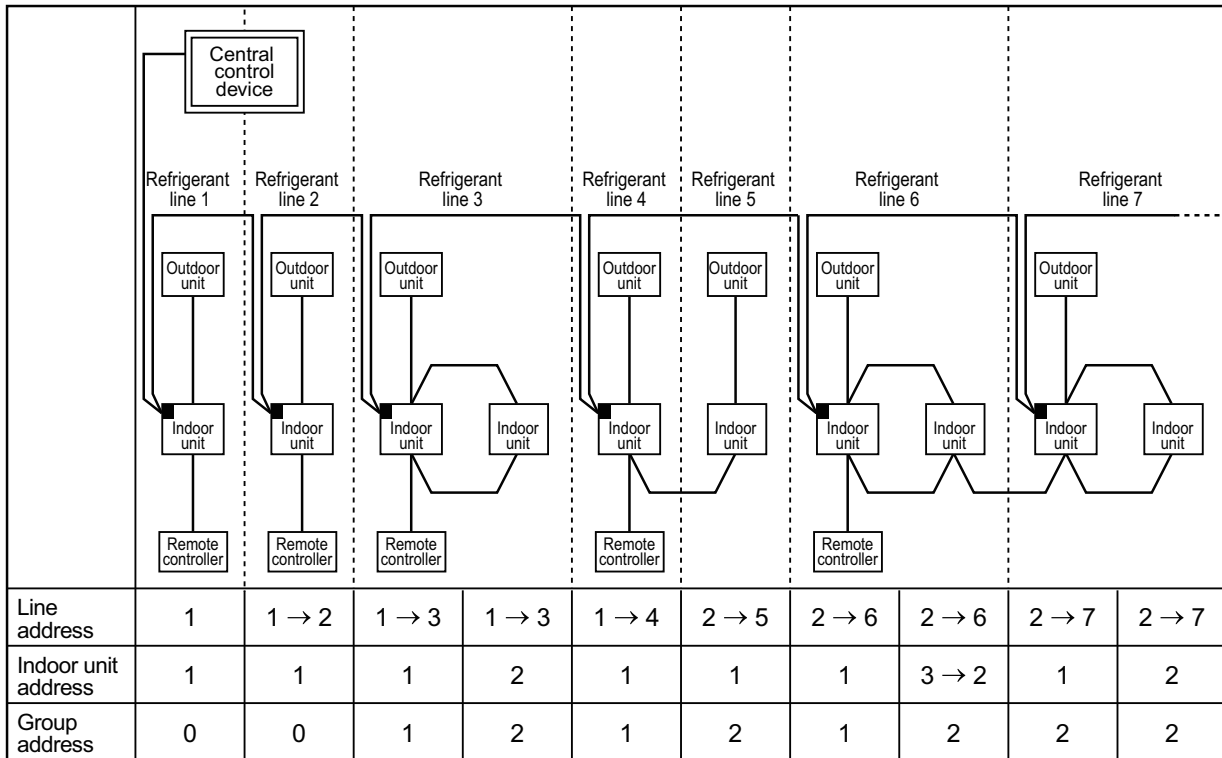 Central
control
device
Refrigerant
line 1
Refrigerant
line 2
Refrigerant
line 3
Refrigerant
line 4
Refrigerant
line 5
Refrigerant
line 6
Refrigerant
line 7
Outdoor
unit
Outdoor
unit
Outdoor
unit
Outdoor
unit
Outdoor
unit
Outdoor
unit
Outdoor
unit
Indoor
unit
Indoor
unit
Indoor
unit
Indoor
unit
Indoor
unit
Indoor
unit
Indoor
unit
Indoor
unit
Indoor
unit
Indoor
unit
Remote
controller
Remote
controller
Remote
controller
Remote
controller
Remote
controller
Line
address
1 1 → 2 1 → 3 1 → 3 1 → 4 2 → 5 2 → 6 2 → 6 2 → 7 2 → 7
Indoor unit
address
1 1 1 2 1 1 1 3 → 2 1 2
Group
address
0 0 1 2 1 2 1 2 2 2